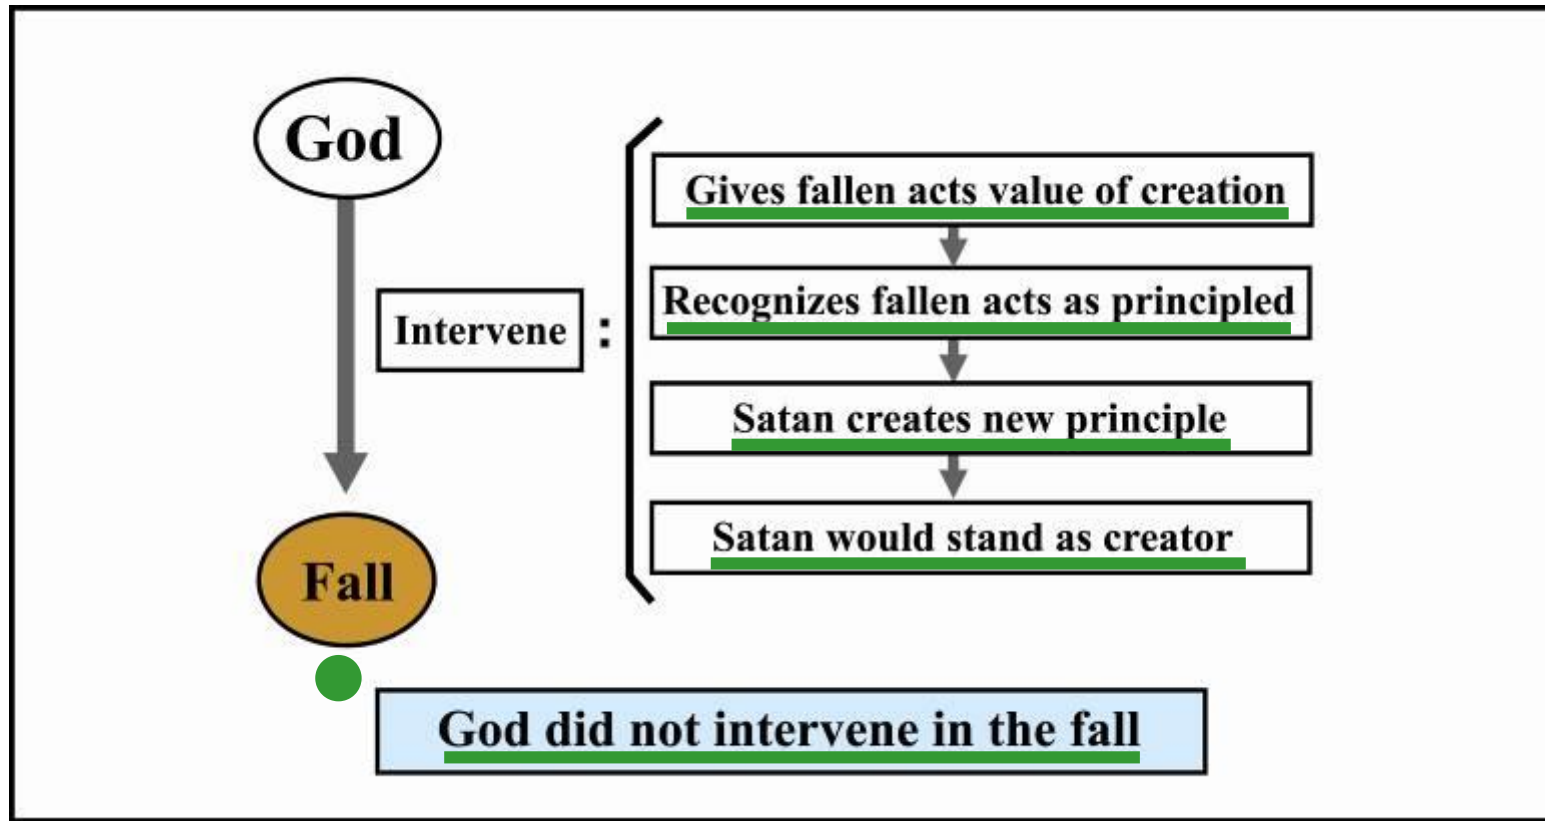 God
Gives fallen acts value of creation
Recognizes fallen acts as principled
Intervene :
Satan creates new principle
Satan would stand as creator
Fall
God did not intervene in the fall